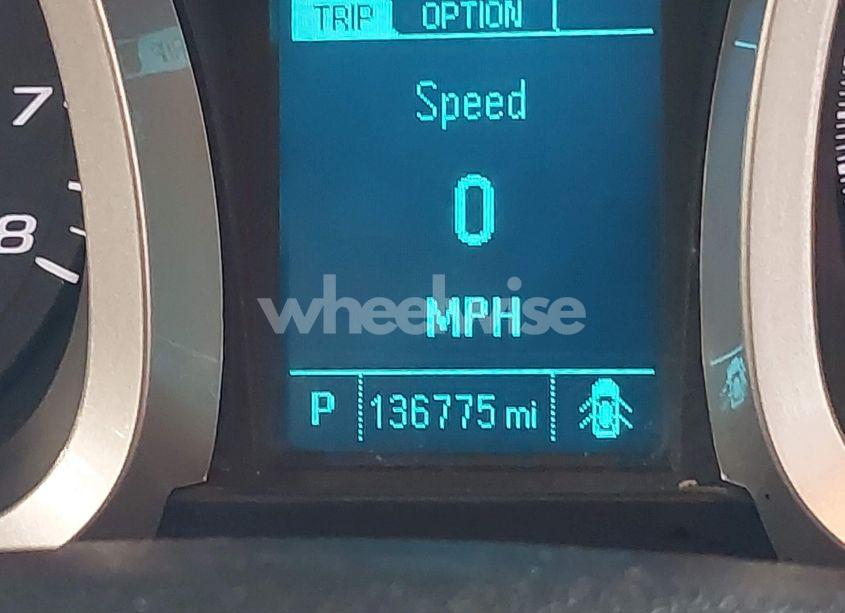 TRIP OPTION
7
Speed
0
8
wheelwise
MPH
P 136775 mi